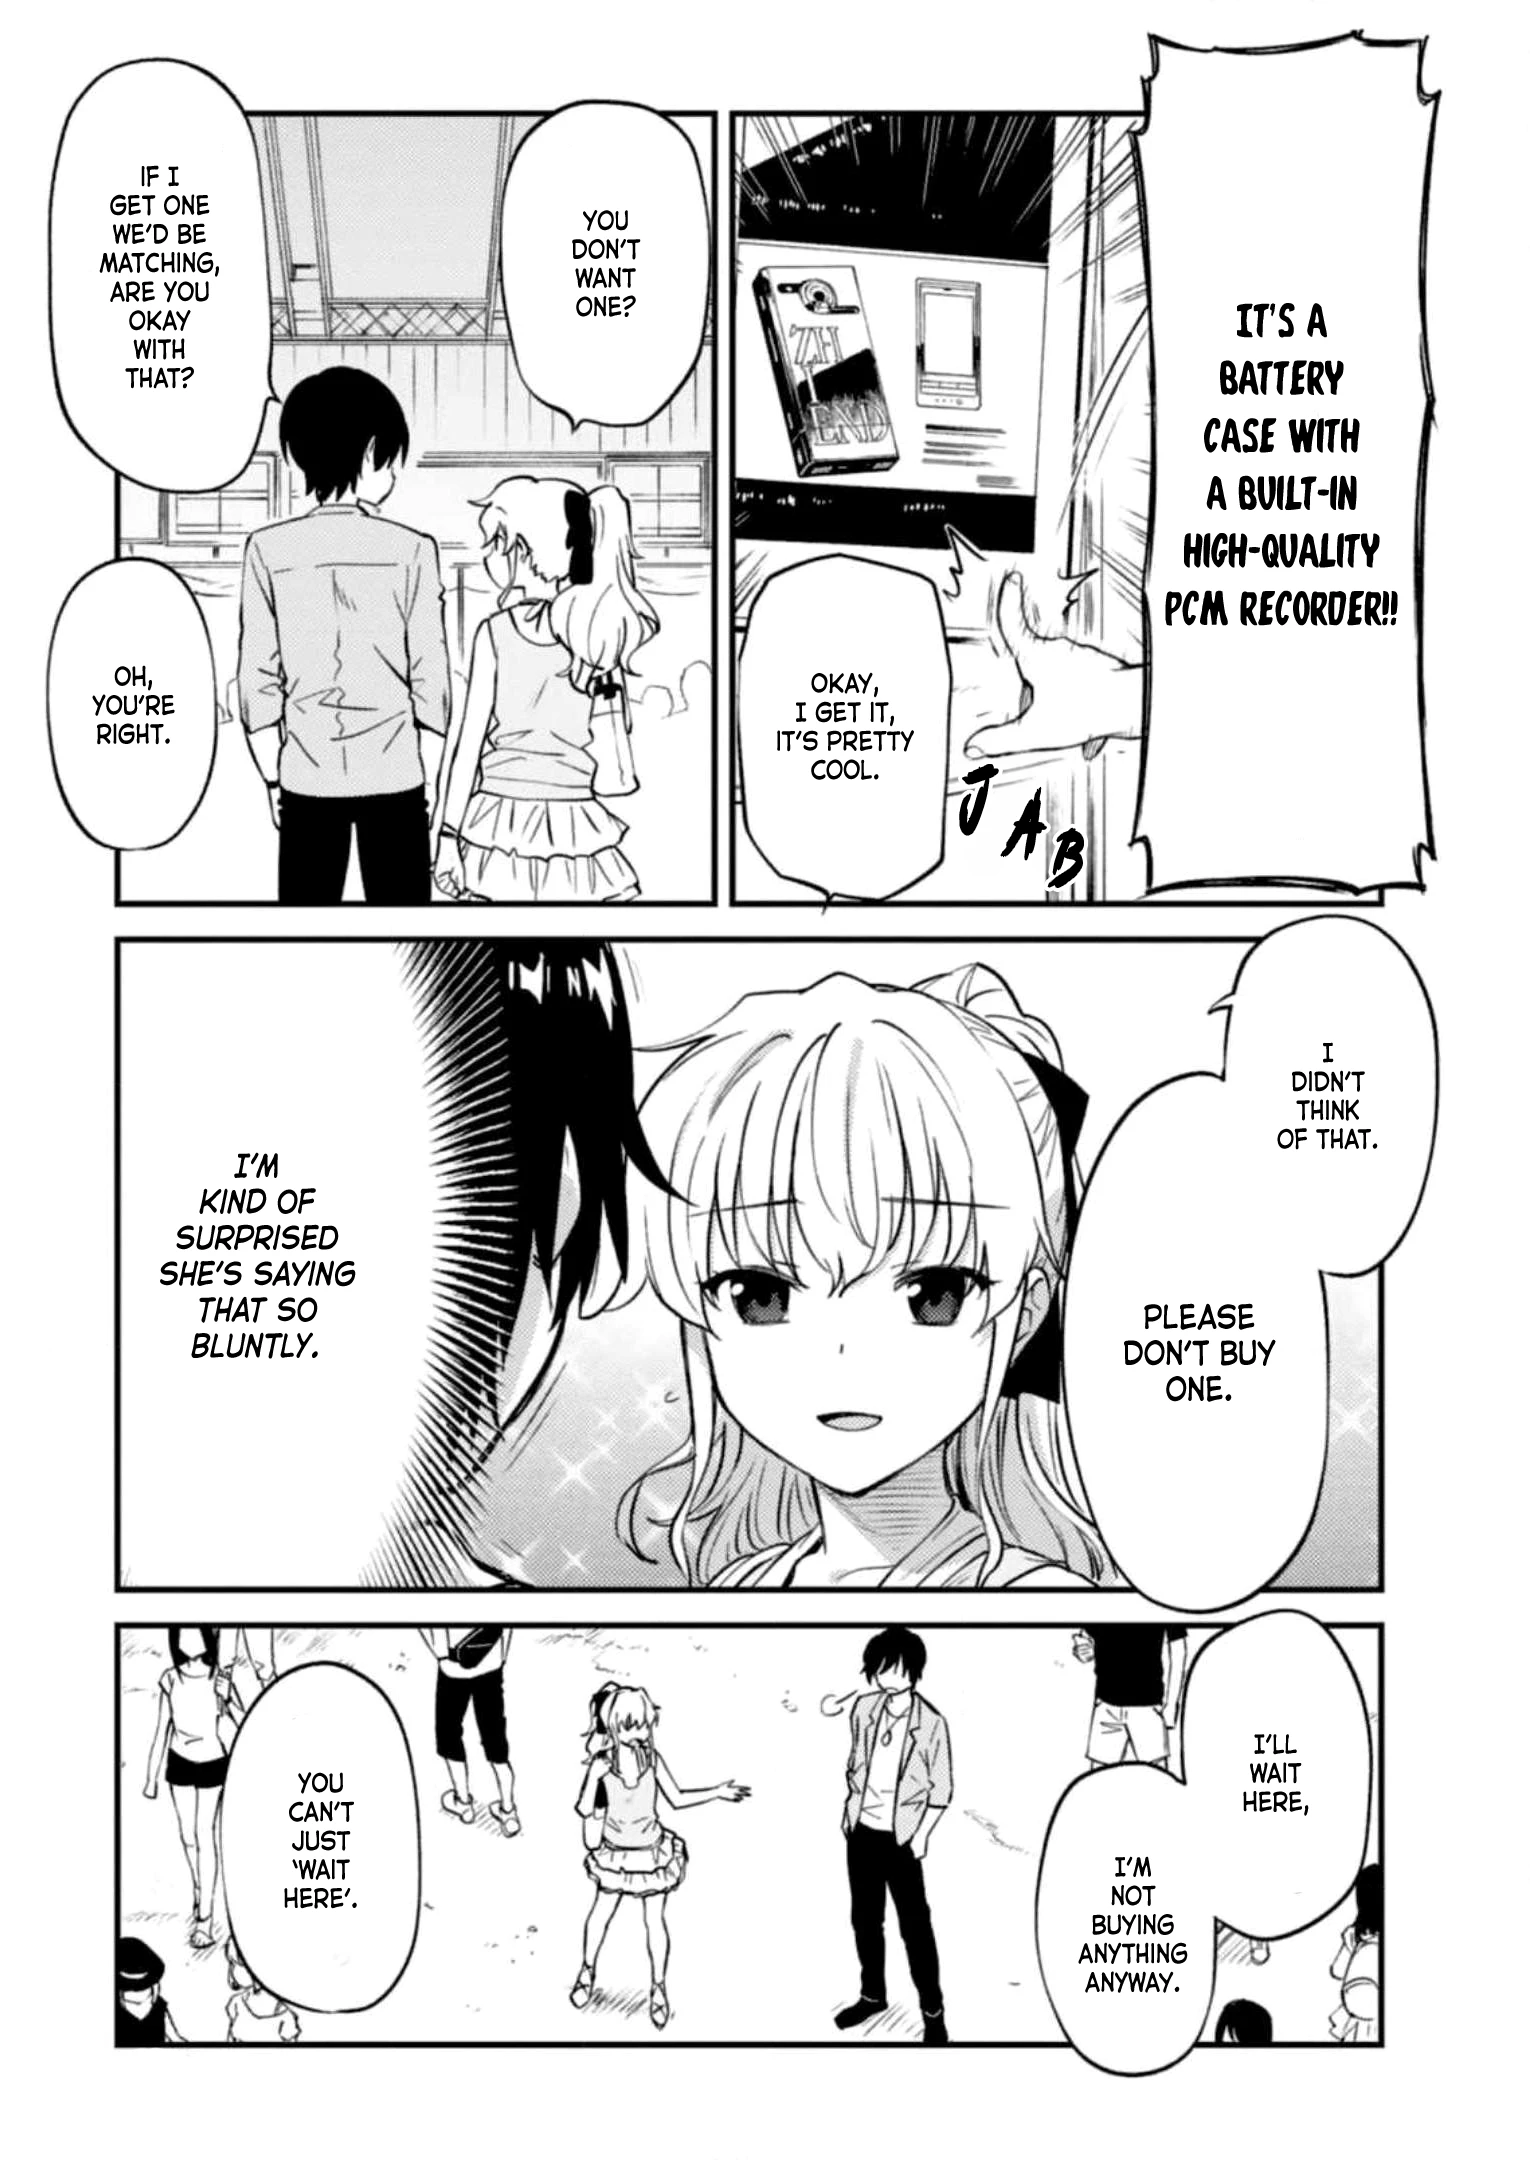 IT'S A
BATTERY
CASE WITH
A BUILT-IN
HIGH-QUALITY
PCM RECORDER!!
OKAY,
I GET IT,
IT'S PRETTY
COOL.
JAB
END
YOU
DON'T
WANT
ONE?
IF I
GET ONE
WE'D BE
MATCHING,
ARE YOU
OKAY
WITH
THAT?
OH,
YOU'RE
RIGHT.
I
DIDN'T
THINK
OF THAT.
PLEASE
DON'T BUY
ONE.
I'M
KIND OF
SURPRISED
SHE'S SAYING
THAT SO
BLUNTLY.
I'LL
WAIT
HERE,
I'M
NOT
BUYING
ANYTHING
ANYWAY.
YOU
CAN'T
JUST
'WAIT
HERE'.